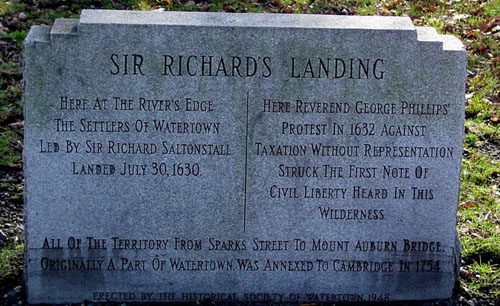 SIR RICHARD'S LANDING
HERE AT THE RIVER'S EDGE
THE SETTLERS OF WATERTOWN
LED BY SIR RICHARD SALTONSTALL
LANDED JULY 30, 1630.
HERE REVEREND GEORGE PHILLIPS'
PROTEST IN 1632 AGAINST
TAXATION WITHOUT REPRESENTATION
STRUCK THE FIRST NOTE OF
CIVIL LIBERTY HEARD IN THIS
WILDERNESS.
ALL OF THE TERRITORY FROM SPARKS STREET TO MOUNT AUBURN BRIDGE,
ORIGINALLY A PART OF WATERTOWN WAS ANNEXED TO CAMBRIDGE IN 1754
ERECTED BY THE HISTORICAL SOCIETY OF WATERTOWN 1948